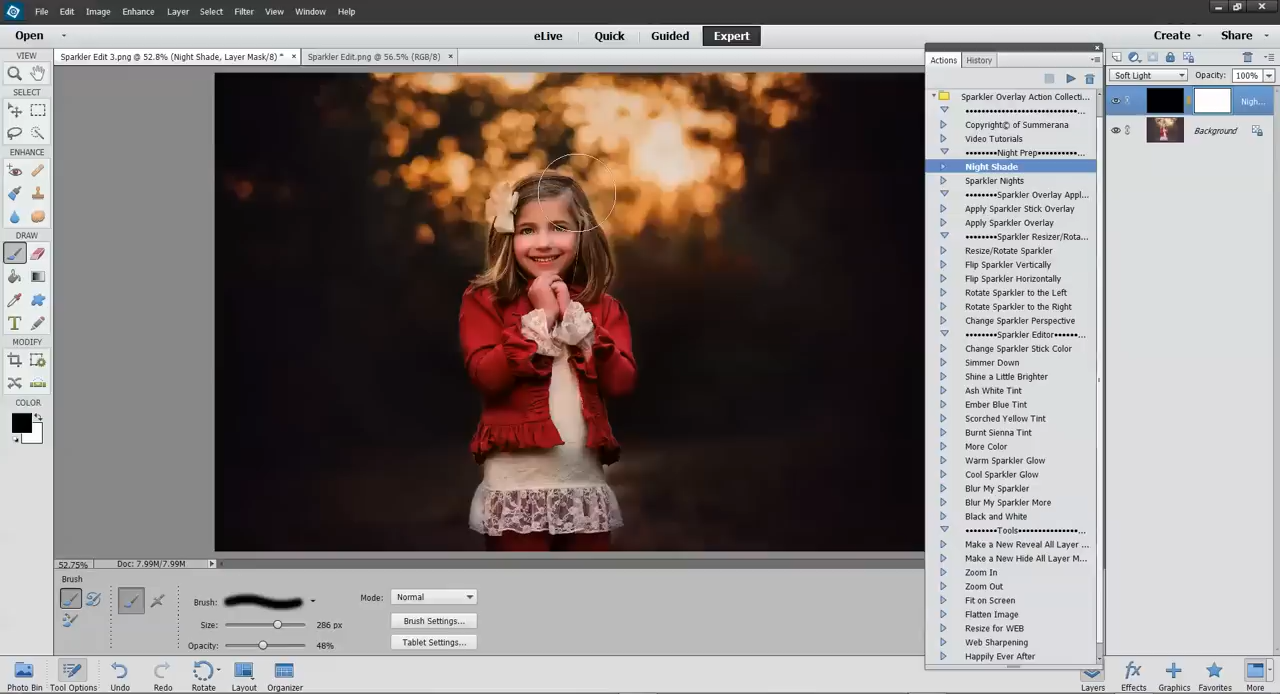 File Edit Image Enhance Layer Select Filter View Window Help
Open eLive Quick Guided Expert Create Share
Sparkler Edit 3.png @ 52.8% (Night Shade, Layer Mask/8) * × Sparkler Edit.png @ 56.5% (RGB/8) ×
VIEW
SELECT
ENHANCE
DRAW
MODIFY
COLOR
Actions History
Sparkler Overlay Action Collecti...
Copyright© of Summerana
Video Tutorials
••••••••Night Prep••••••••••...
Night Shade
Sparkler Nights
••••••••Sparkler Overlay Appl...
Apply Sparkler Stick Overlay
Apply Sparkler Overlay
••••••••Sparkler Resizer/Rota...
Resize/Rotate Sparkler
Flip Sparkler Vertically
Flip Sparkler Horizontally
Rotate Sparkler to the Left
Rotate Sparkler to the Right
Change Sparkler Perspective
••••••••Sparkler Editor••••••...
Change Sparkler Stick Color
Simmer Down
Shine a Little Brighter
Ash White Tint
Ember Blue Tint
Scorched Yellow Tint
Burnt Sienna Tint
More Color
Warm Sparkler Glow
Cool Sparkler Glow
Blur My Sparkler
Blur My Sparkler More
Black and White
••••••••Tools•••••••••••••••...
Make a New Reveal All Layer ...
Make a New Hide All Layer M...
Zoom In
Zoom Out
Fit on Screen
Flatten Image
Resize for WEB
Web Sharpening
Happily Ever After
Soft Light Opacity: 100%
Nigh...
Background
52.75% Doc: 7.99M/7.99M
Brush
Brush: Mode: Normal
Size: 286 px Brush Settings...
Opacity: 48% Tablet Settings...
Photo Bin Tool Options Undo Redo Rotate Layout Organizer Layers Effects Graphics Favorites More